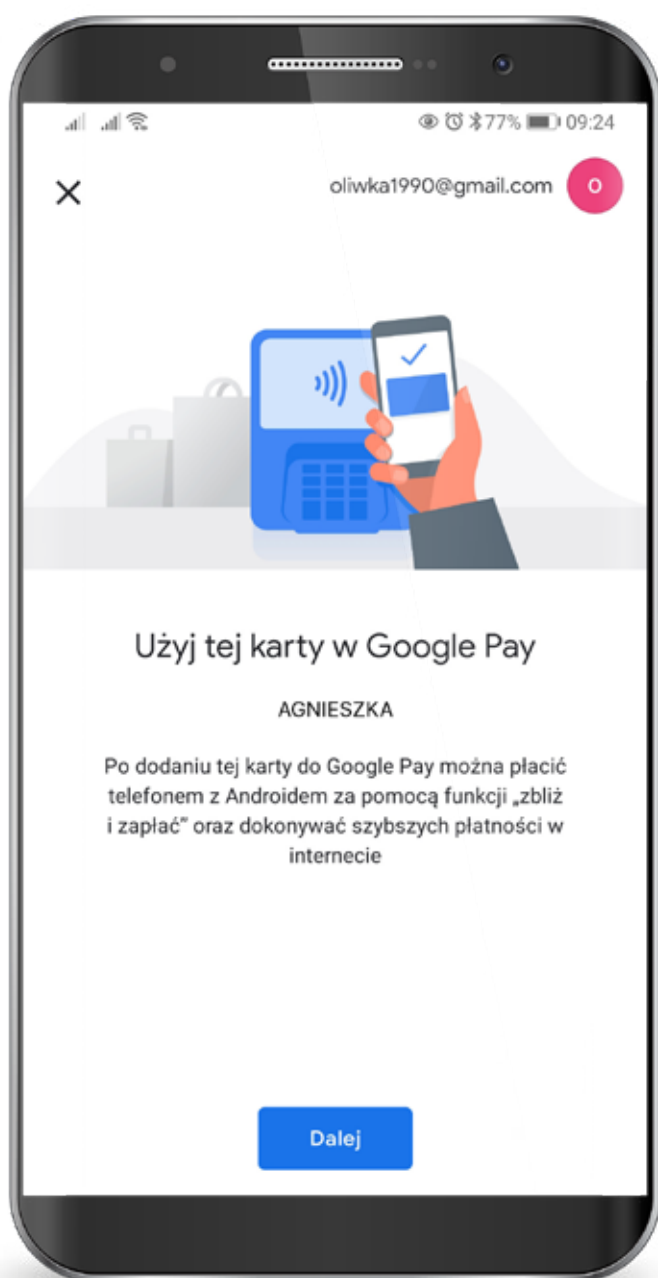 77% 09:24
oliwka1990@gmail.com
O
Użyj tej karty w Google Pay
AGNIESZKA
Po dodaniu tej karty do Google Pay można płacić
telefonem z Androidem za pomocą funkcji „zbliż
i zapłać” oraz dokonywać szybszych płatności w
internecie
Dalej